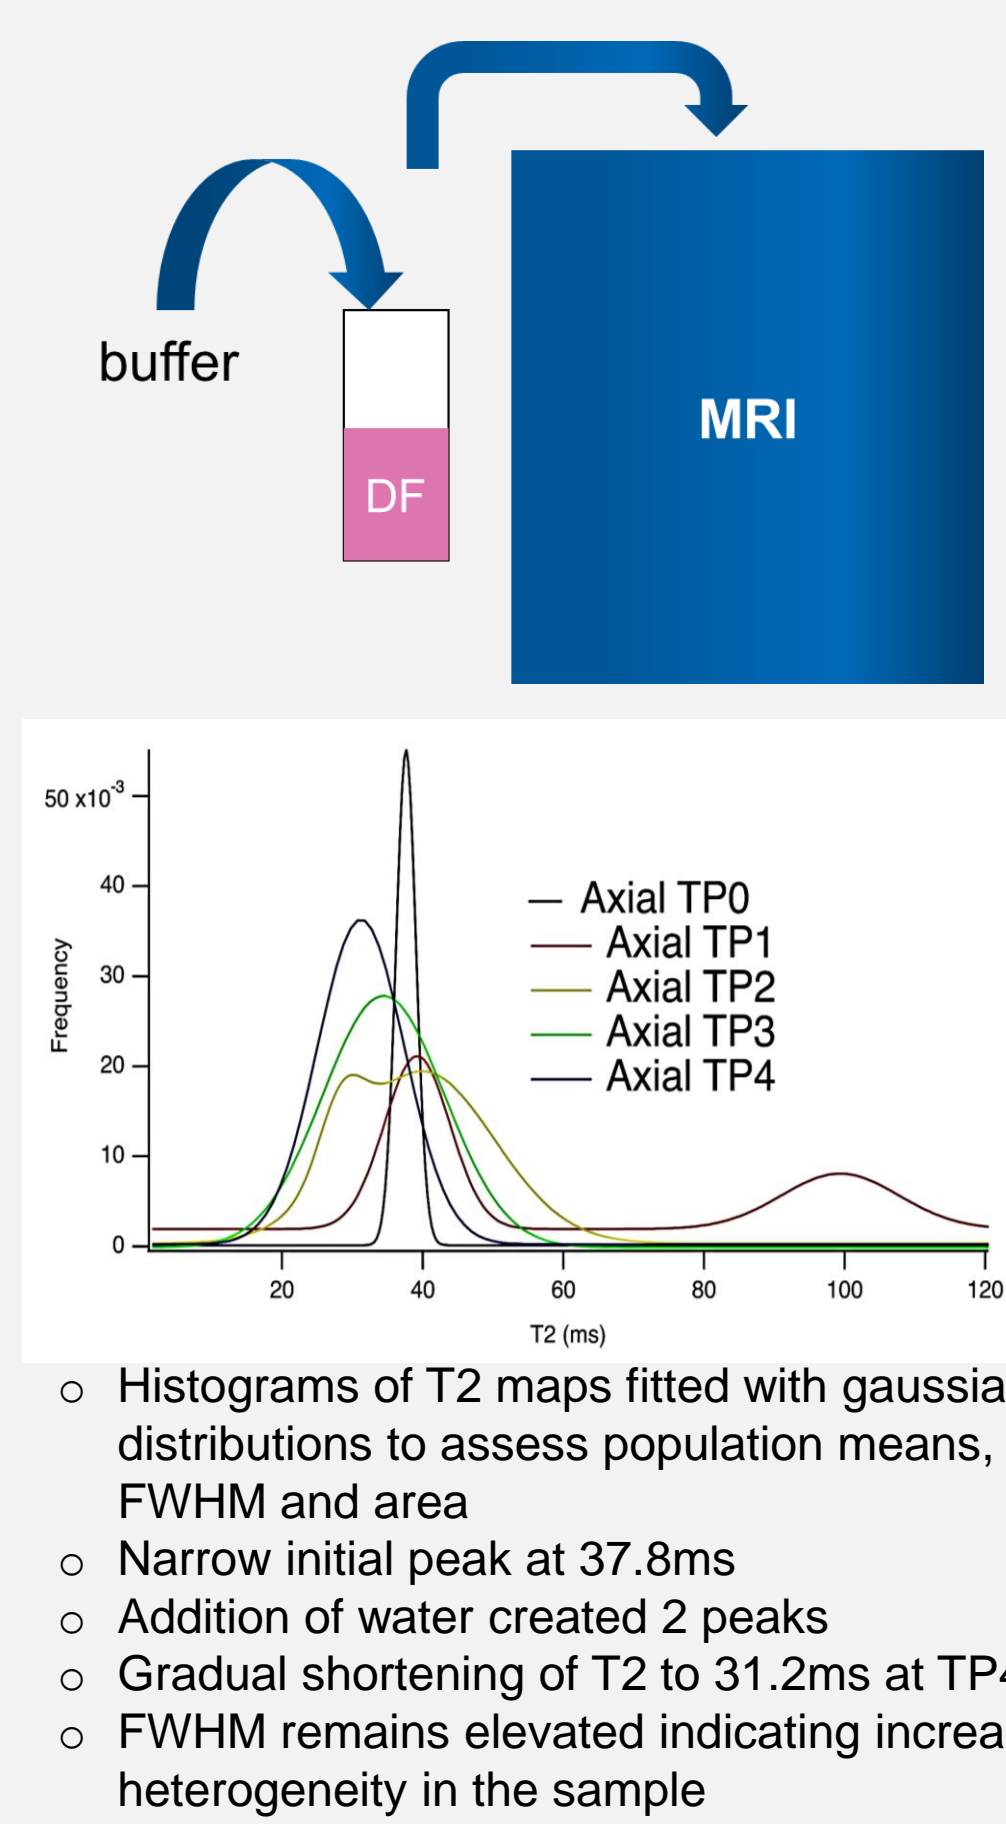 buffer
MRI
DF
50 x10-3
40
30
20
10
0
Frequency
Axial TP0
Axial TP1
Axial TP2
Axial TP3
Axial TP4
20 40 60 80 100 120
T2 (ms)
○ Histograms of T2 maps fitted with gaussia
distributions to assess population means,
FWHM and area
○ Narrow initial peak at 37.8ms
○ Addition of water created 2 peaks
○ Gradual shortening of T2 to 31.2ms at TP4
○ FWHM remains elevated indicating increa
heterogeneity in the sample